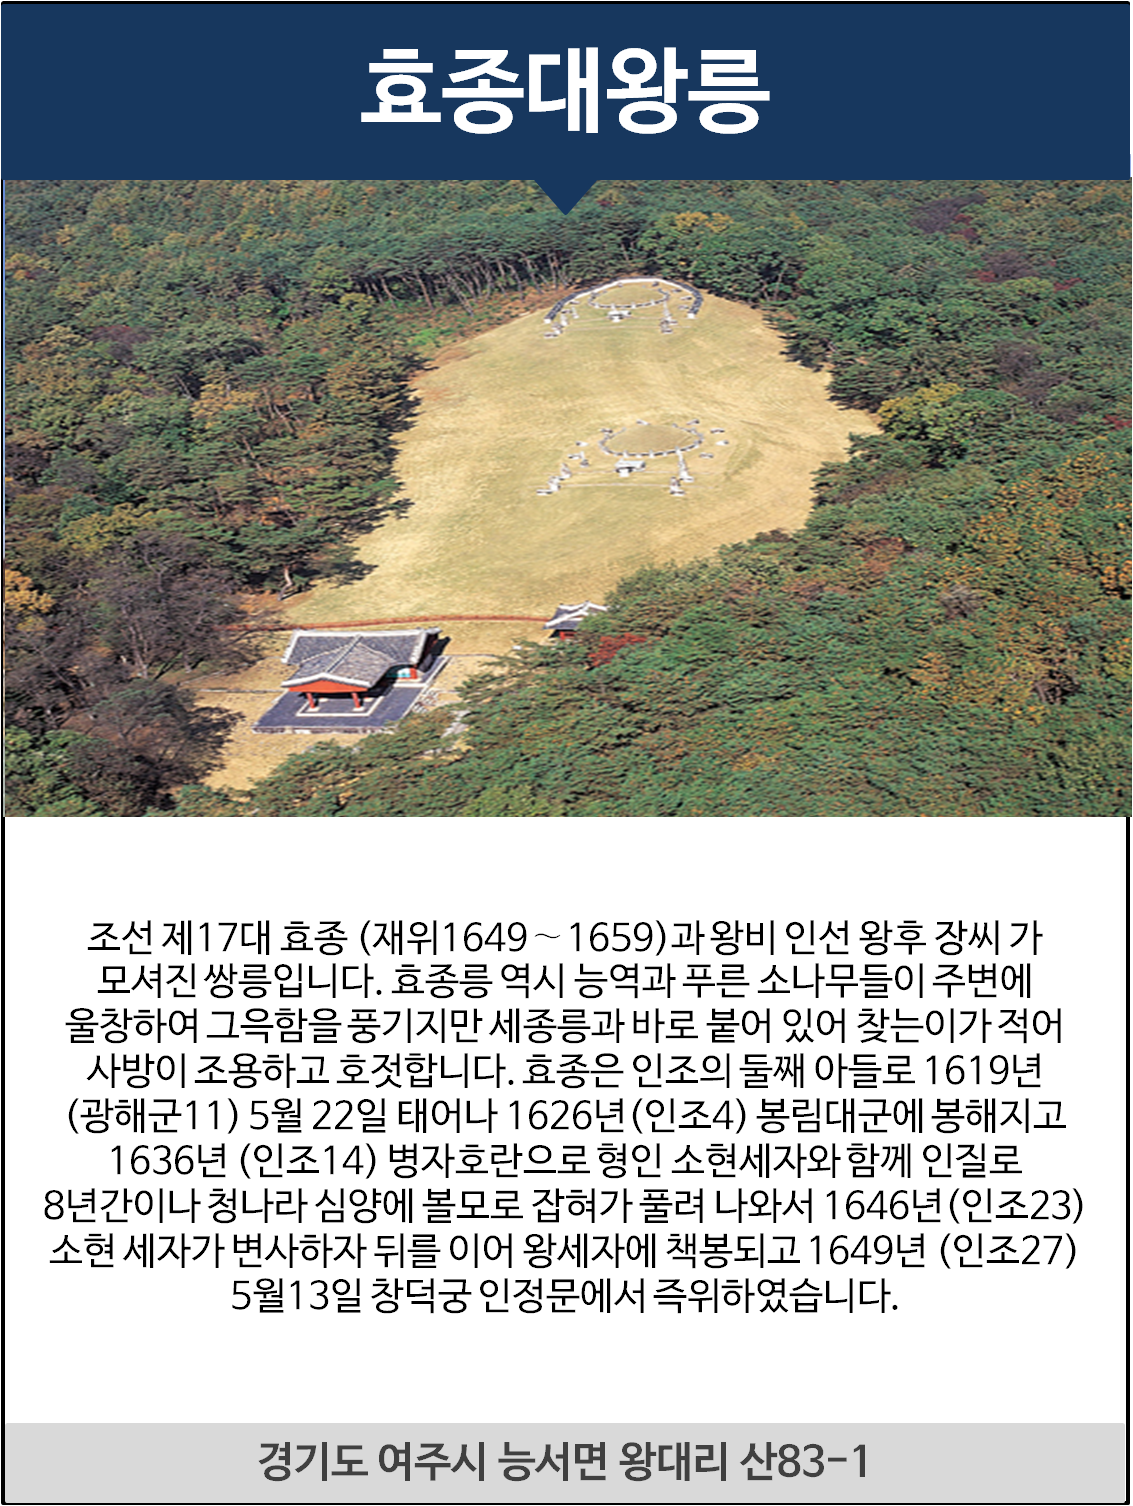 효종대왕릉
조선 제17대 효종 (재위1649 ~ 1659)과 왕비 인선 왕후 장씨 가
모셔진 쌍릉입니다. 효종릉 역시 능역과 푸른 소나무들이 주변에
울창하여 그윽함을 풍기지만 세종릉과 바로 붙어 있어 찾는이가 적어
사방이 조용하고 호젓합니다. 효종은 인조의 둘째 아들로 1619년
(광해군11) 5월 22일 태어나 1626년(인조4) 봉림대군에 봉해지고
1636년 (인조14) 병자호란으로 형인 소현세자와 함께 인질로
8년간이나 청나라 심양에 볼모로 잡혀가 풀려 나와서 1646년(인조23)
소현 세자가 변사하자 뒤를 이어 왕세자에 책봉되고 1649년 (인조27)
5월13일 창덕궁 인정문에서 즉위하였습니다.
경기도 여주시 능서면 왕대리 산83-1